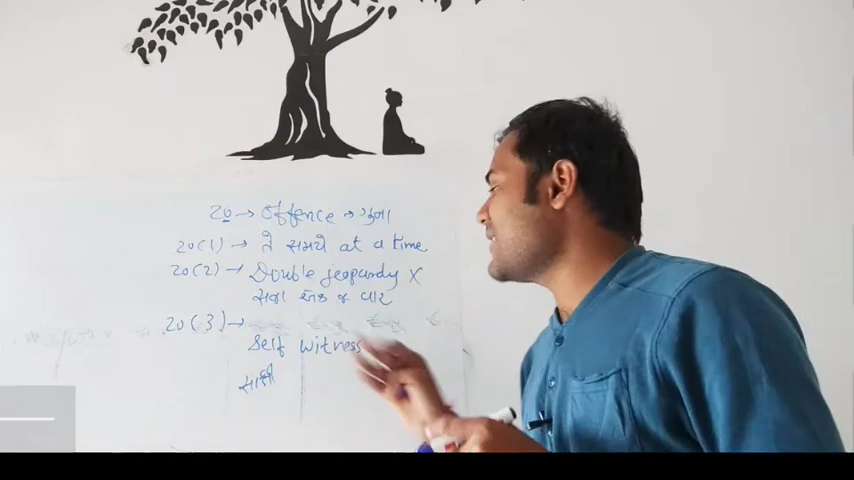 20 → Offence → ગુના
20(1) → તે સમયે at a time
20(2) → Double jeopardy X
સજા એક જ વાર
20(3) →
Self Witness
સાક્ષી